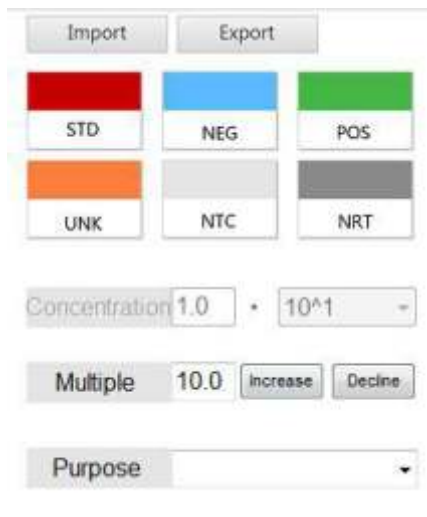 Import Export
STD NEG POS
UNK NTC NRT
Concentration 1.0 * 10^1
Multiple 10.0 Increase Decline
Purpose